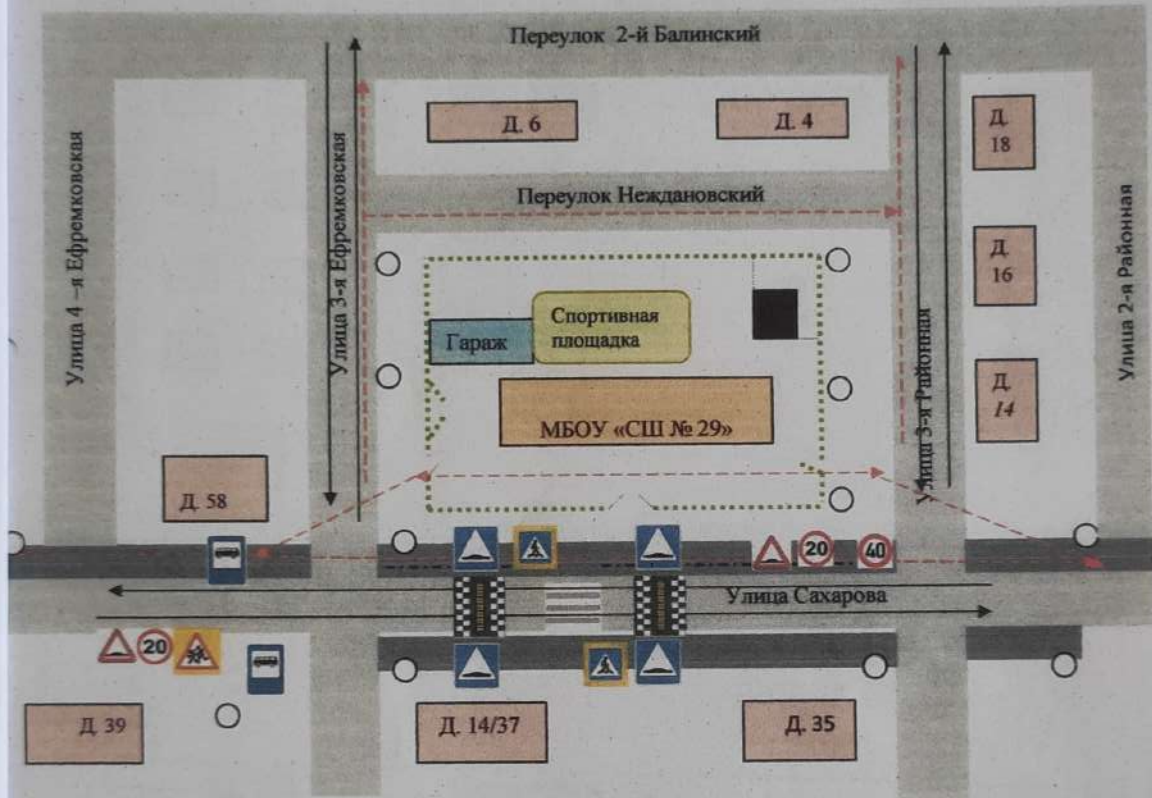 Переулок 2-й Балинский
Д. 6
Д. 4
Д.
18
Переулок Неждановский
Улица 4 –я Ефремковская
Улица 3-я Ефремковская
Д.
16
Улица 2-я Районная
Спортивная
площадка
Гараж
Улица 3-я Районная
Д.
14
МБОУ «СШ № 29»
Д. 58
20
40
Улица Сахарова
20
Д. 39
Д. 14/37
Д. 35